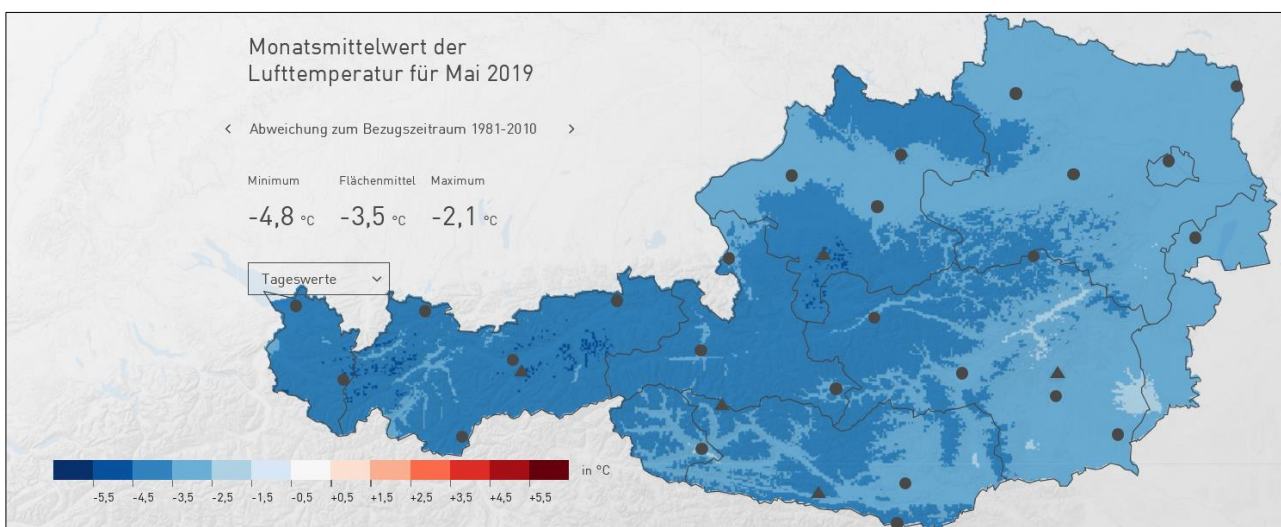 Monatsmittelwert der
Lufttemperatur für Mai 2019
< Abweichung zum Bezugszeitraum 1981-2010 >
Minimum Flächenmittel Maximum
-4,8 °C -3,5 °C -2,1 °C
Tageswerte
in °C
-5,5 -4,5 -3,5 -2,5 -1,5 -0,5 +0,5 +1,5 +2,5 +3,5 +4,5 +5,5